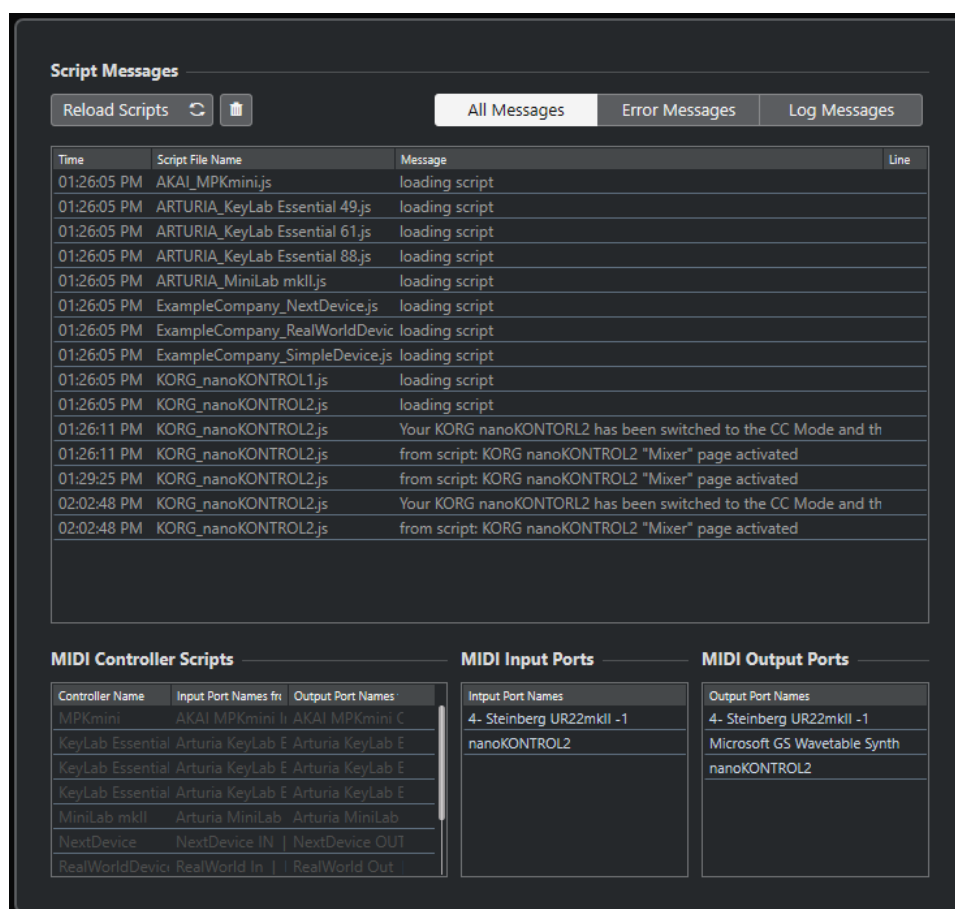 Script Messages
Reload Scripts
All Messages Error Messages Log Messages
Time Script File Name Message Line
01:26:05 PM AKAI_MPKmini.js loading script
01:26:05 PM ARTURIA_KeyLab Essential 49.js loading script
01:26:05 PM ARTURIA_KeyLab Essential 61.js loading script
01:26:05 PM ARTURIA_KeyLab Essential 88.js loading script
01:26:05 PM ARTURIA_MiniLab mkII.js loading script
01:26:05 PM ExampleCompany_NextDevice.js loading script
01:26:05 PM ExampleCompany_RealWorldDevic loading script
01:26:05 PM ExampleCompany_SimpleDevice.js loading script
01:26:05 PM KORG_nanoKONTROL1.js loading script
01:26:05 PM KORG_nanoKONTROL2.js loading script
01:26:11 PM KORG_nanoKONTROL2.js Your KORG nanoKONTORL2 has been switched to the CC Mode and th
01:26:11 PM KORG_nanoKONTROL2.js from script: KORG nanoKONTROL2 "Mixer" page activated
01:29:25 PM KORG_nanoKONTROL2.js from script: KORG nanoKONTROL2 "Mixer" page activated
02:02:48 PM KORG_nanoKONTROL2.js Your KORG nanoKONTORL2 has been switched to the CC Mode and th
02:02:48 PM KORG_nanoKONTROL2.js from script: KORG nanoKONTROL2 "Mixer" page activated
MIDI Controller Scripts
Controller Name Input Port Names fr Output Port Names
MPKmini AKAI MPKmini I AKAI MPKmini C
KeyLab Essential Arturia KeyLab E Arturia KeyLab E
KeyLab Essential Arturia KeyLab E Arturia KeyLab E
KeyLab Essential Arturia KeyLab E Arturia KeyLab E
MiniLab mkII Arturia MiniLab Arturia MiniLab
NextDevice NextDevice IN | NextDevice OUT
RealWorldDevic RealWorld In | RealWorld Out
MIDI Input Ports
Intput Port Names
4- Steinberg UR22mkII -1
nanoKONTROL2
MIDI Output Ports
Output Port Names
4- Steinberg UR22mkII -1
Microsoft GS Wavetable Synth
nanoKONTROL2